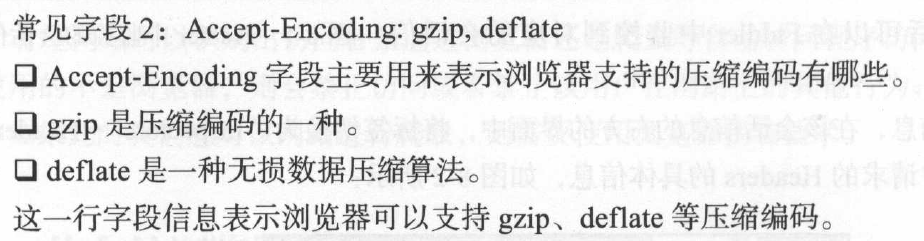 常见字段 2：Accept-Encoding: gzip, deflate
❑ Accept-Encoding 字段主要用来表示浏览器支持的压缩编码有哪些。
❑ gzip 是压缩编码的一种。
❑ deflate 是一种无损数据压缩算法。
这一行字段信息表示浏览器可以支持 gzip、deflate 等压缩编码。